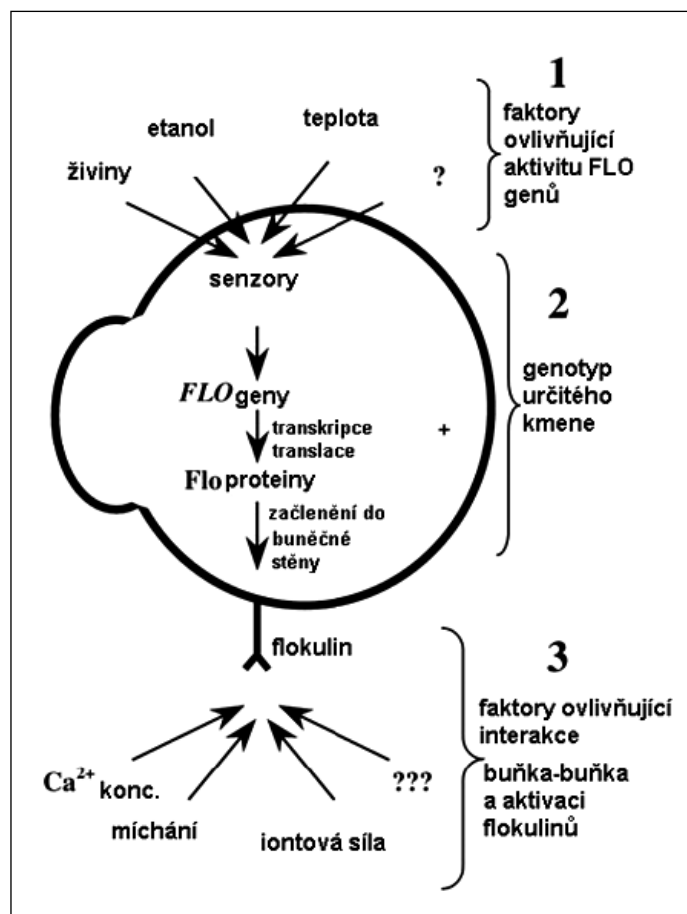 1
faktory
ovlivňující
aktivitu FLO
genů
etanol
teplota
živiny
?
senzory
2
genotyp
určitého
kmene
FLO geny
transkripce
translace
+
Flo proteiny
začlenění do
buněčné
stěny
flokulin
3
faktory ovlivňující
interakce
buňka-buňka
a aktivaci
flokulinů
Ca²⁺ konc.
míchání
iontová síla
???